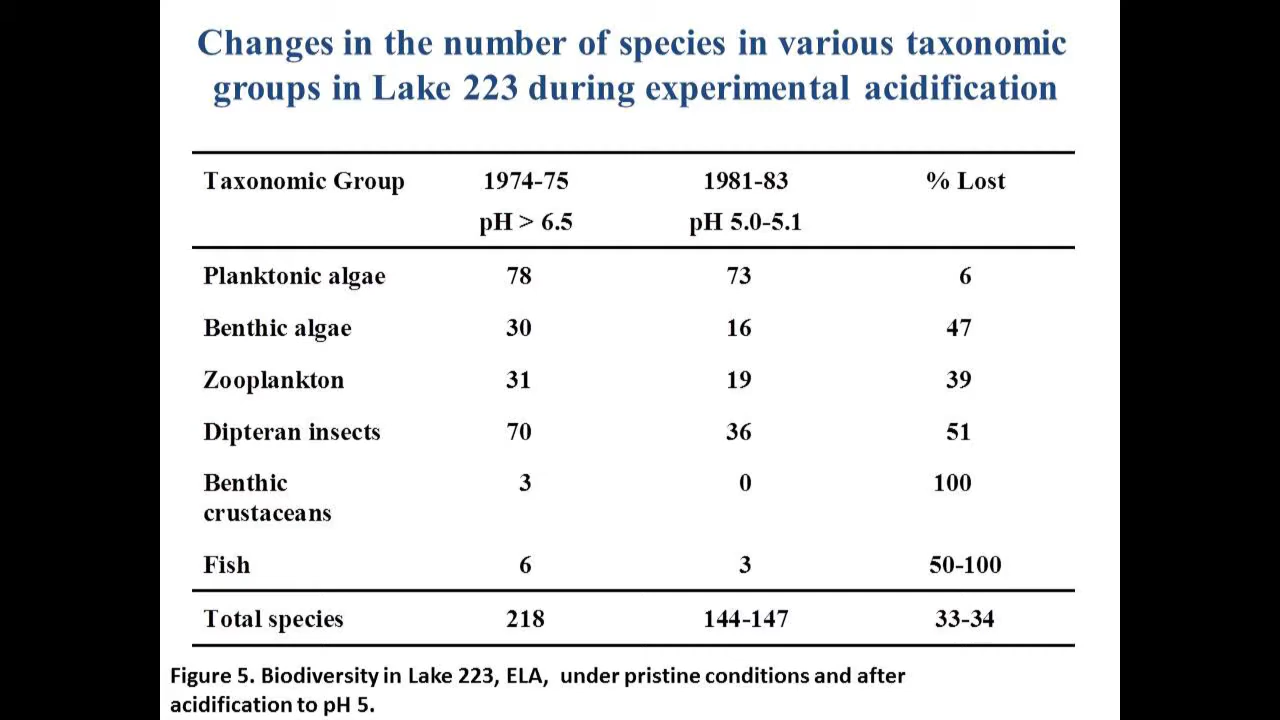 Changes in the number of species in various taxonomic
groups in Lake 223 during experimental acidification
Taxonomic Group 1974-75 1981-83 % Lost
pH > 6.5 pH 5.0-5.1
Planktonic algae 78 73 6
Benthic algae 30 16 47
Zooplankton 31 19 39
Dipteran insects 70 36 51
Benthic 3 0 100
crustaceans
Fish 6 3 50-100
Total species 218 144-147 33-34
Figure 5. Biodiversity in Lake 223, ELA, under pristine conditions and after
acidification to pH 5.